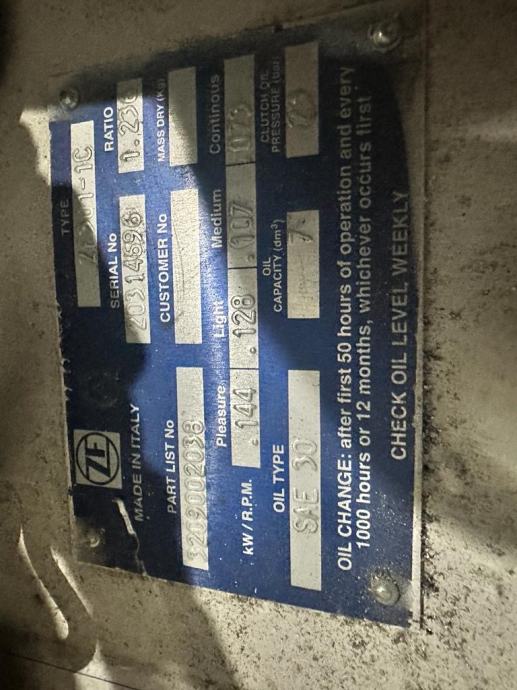 ZF
MADE IN ITALY
TYPE
PART LIST No
SERIAL No 20314696
RATIO
CUSTOMER No
MASS DRY (Kg)
Pleasure Light Medium Continous
kW / R.P.M. .144 .128 .107
OIL TYPE SAE 30
OIL CAPACITY (dm³)
CLUTCH OIL PRESSURE (bar)
OIL CHANGE: after first 50 hours of operation and every
1000 hours or 12 months, whichever occurs first
CHECK OIL LEVEL WEEKLY